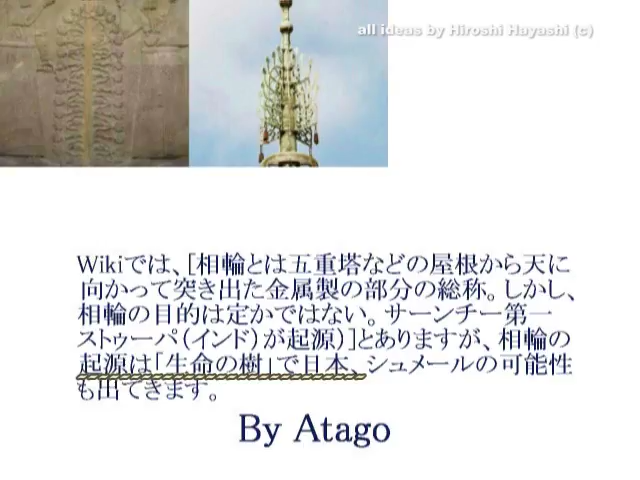 all ideas by Hiroshi Hayashi (c)
Wikiでは、[相輪とは五重塔などの屋根から天に
向かって突き出た金属製の部分の総称。しかし、
相輪の目的は定かではない。サーンチー第一
ストゥーパ(インド)が起源)]とありますが、相輪の
起源は「生命の樹」で日本、シュメールの可能性
も出てきます。
By Atago